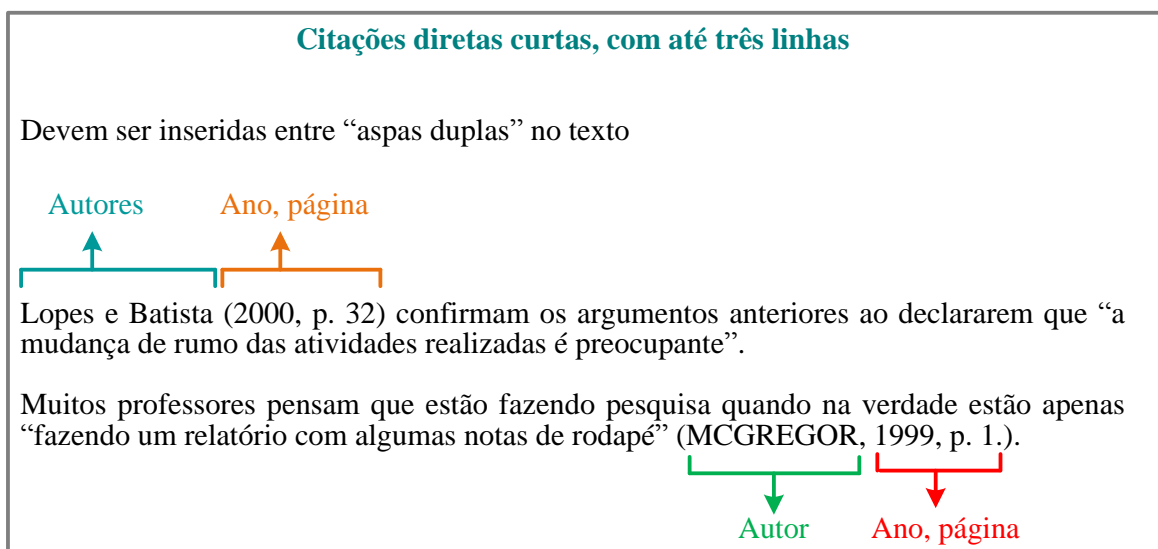 Citações diretas curtas, com até três linhas
Devem ser inseridas entre “aspas duplas” no texto
Autores Ano, página
Lopes e Batista (2000, p. 32) confirmam os argumentos anteriores ao declararem que “a
mudança de rumo das atividades realizadas é preocupante”.
Muitos professores pensam que estão fazendo pesquisa quando na verdade estão apenas
“fazendo um relatório com algumas notas de rodapé” (MCGREGOR, 1999, p. 1.).
Autor Ano, página